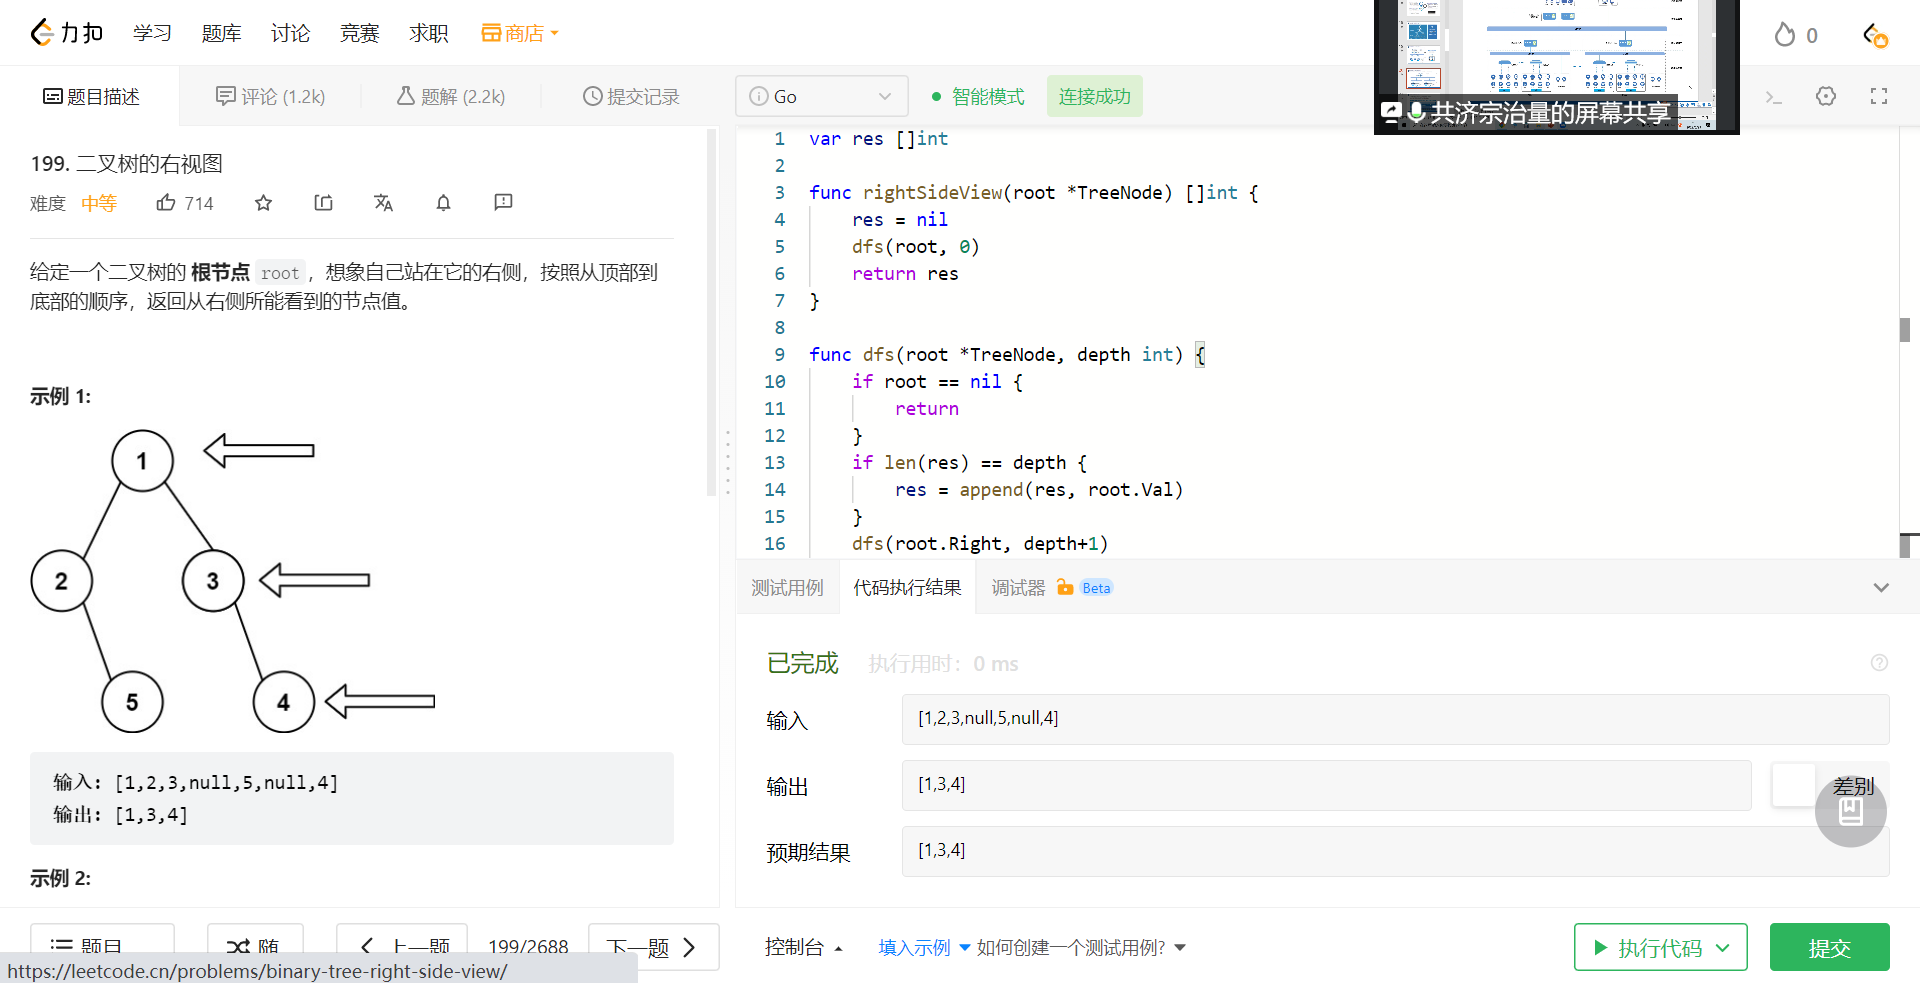 力扣
学习
题库
讨论
竞赛
求职
商店
共济宗治量的屏幕共享
0
题目描述
评论 (1.2k)
题解 (2.2k)
提交记录
Go
智能模式
连接成功
199. 二叉树的右视图
难度 中等 714
给定一个二叉树的 根节点 root，想象自己站在它的右侧，按照从顶部到
底部的顺序，返回从右侧所能看到的节点值。
示例 1:
1
2
3
5
4
输入: [1,2,3,null,5,null,4]
输出: [1,3,4]
示例 2:
题目
随
上一题
199/2688
下一题
https://leetcode.cn/problems/binary-tree-right-side-view/
1 var res []int
2
3 func rightSideView(root *TreeNode) []int {
4 res = nil
5 dfs(root, 0)
6 return res
7 }
8
9 func dfs(root *TreeNode, depth int) {
10 if root == nil {
11 return
12 }
13 if len(res) == depth {
14 res = append(res, root.Val)
15 }
16 dfs(root.Right, depth+1)
测试用例
代码执行结果
调试器 Beta
已完成 执行用时: 0 ms
输入 [1,2,3,null,5,null,4]
输出 [1,3,4] 差别
预期结果 [1,3,4]
控制台
填入示例
如何创建一个测试用例?
执行代码
提交